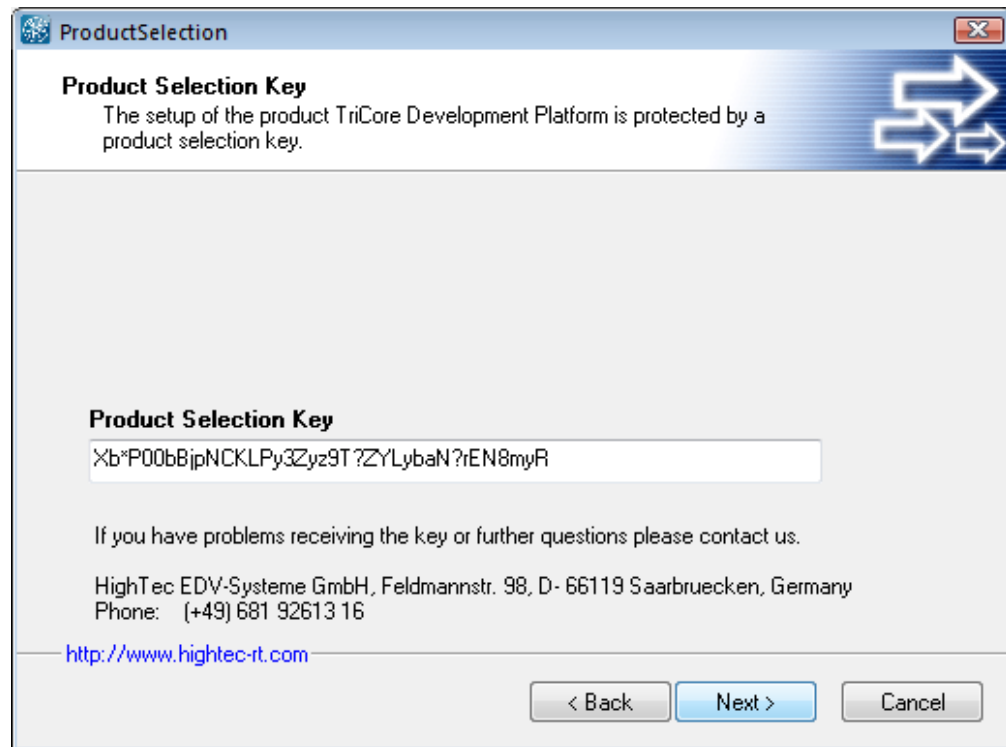 ProductSelection
Product Selection Key
The setup of the product TriCore Development Platform is protected by a
product selection key.
Product Selection Key
Xb*P00bBjpNCKLPy3Zyz9T?ZYLybaN?rEN8myR
If you have problems receiving the key or further questions please contact us.
HighTec EDV-Systeme GmbH, Feldmannstr. 98, D- 66119 Saarbruecken, Germany
Phone: (+49) 681 92613 16
http://www.hightec-rt.com
< Back
Next >
Cancel